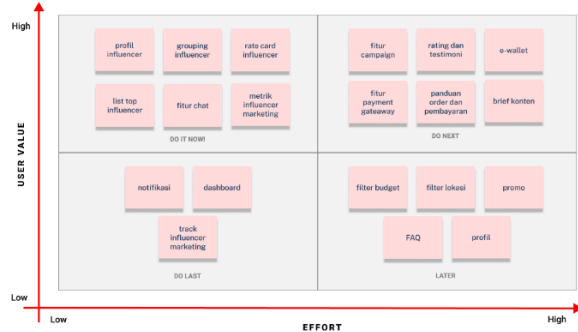 High
USER VALUE
Low
profil
influencer
grouping
influencer
rate card
influencer
list top
influencer
fitur chat
metrik
influencer
marketing
DO IT NOW!
fitur
campaign
rating dan
testimoni
e-wallet
fitur
payment
gateaway
panduan
order dan
pembayaran
brief konten
DO NEXT
notifikasi
dashboard
track
influencer
marketing
DO LAST
filter budget
filter lokasi
promo
FAQ
profil
LATER
Low
EFFORT
High